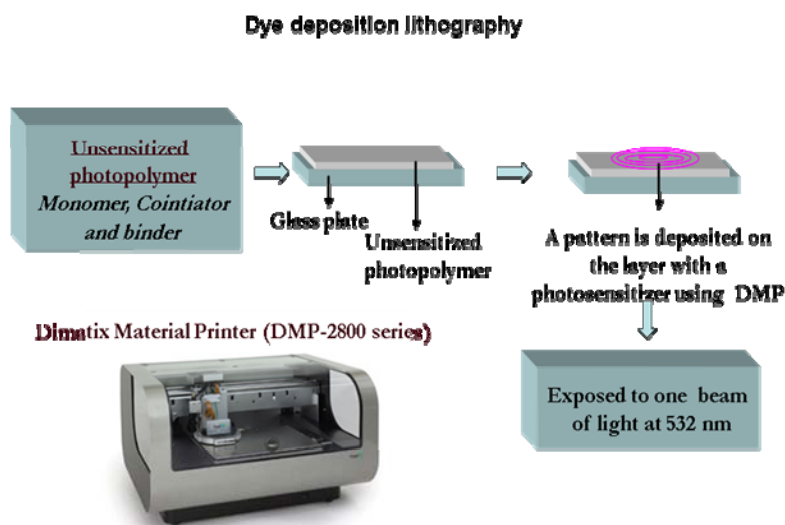 Dye deposition lithography
Unsensitized
photopolymer
Monomer, Cointiator
and binder
Glass plate
Unsensitized
photopolymer
A pattern is deposited on
the layer with a
photosensitizer using DMP
Dimatix Material Printer (DMP-2800 series)
Exposed to one beam
of light at 532 nm